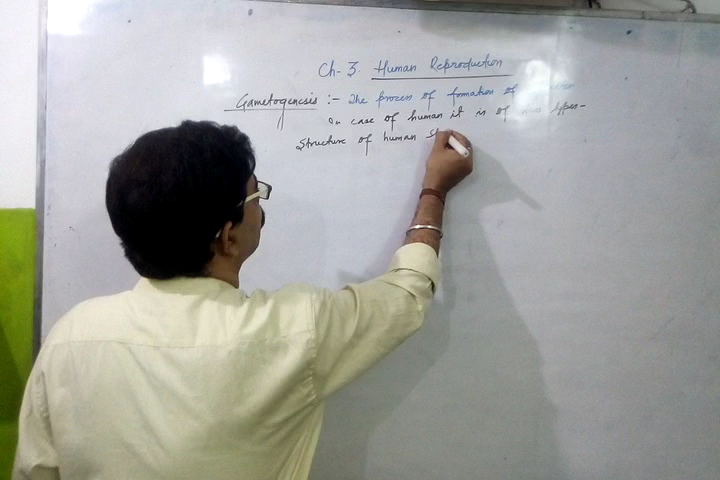 Ch-3. Human Reproduction
Gametogenesis :- The process of formation of
In case of human it is of types-
Structure of human